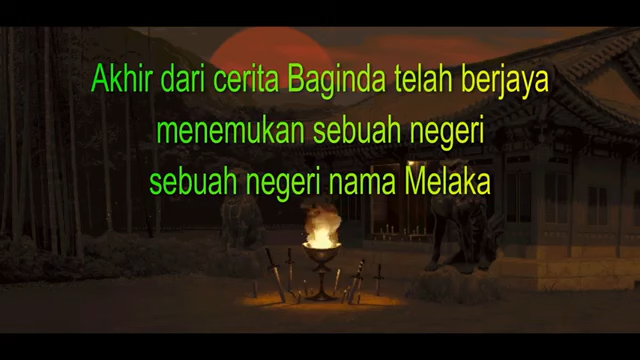 Akhir dari cerita Baginda telah berjaya
menemukan sebuah negeri
sebuah negeri nama Melaka